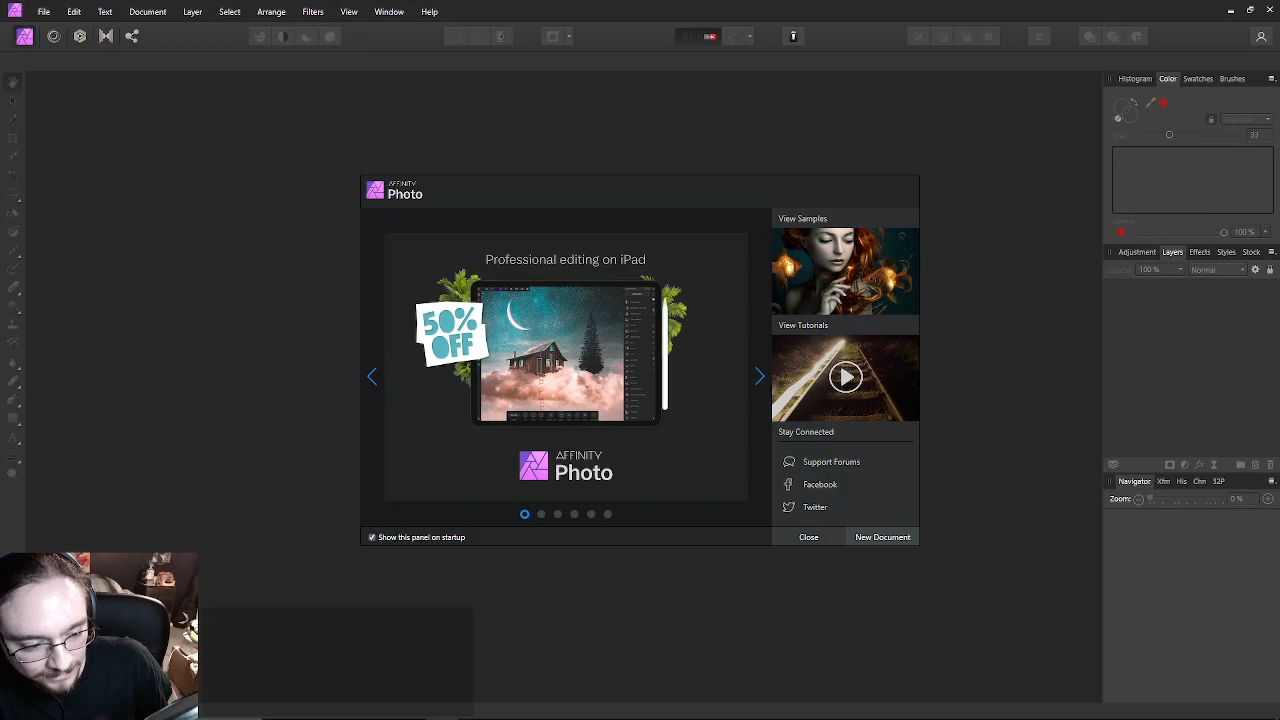 File Edit Text Document Layer Select Arrange Filters View Window Help
Histogram Color Swatches Brushes
33
100 %
Adjustment Layers Effects Styles Stock
Opacity: 100 % Normal
Navigator Xfm His Chn 32P
Zoom: 0 %
AFFINITY
Photo
Professional editing on iPad
50%
OFF
AFFINITY
Photo
View Samples
View Tutorials
Stay Connected
Support Forums
Facebook
Twitter
Show this panel on startup
Close New Document